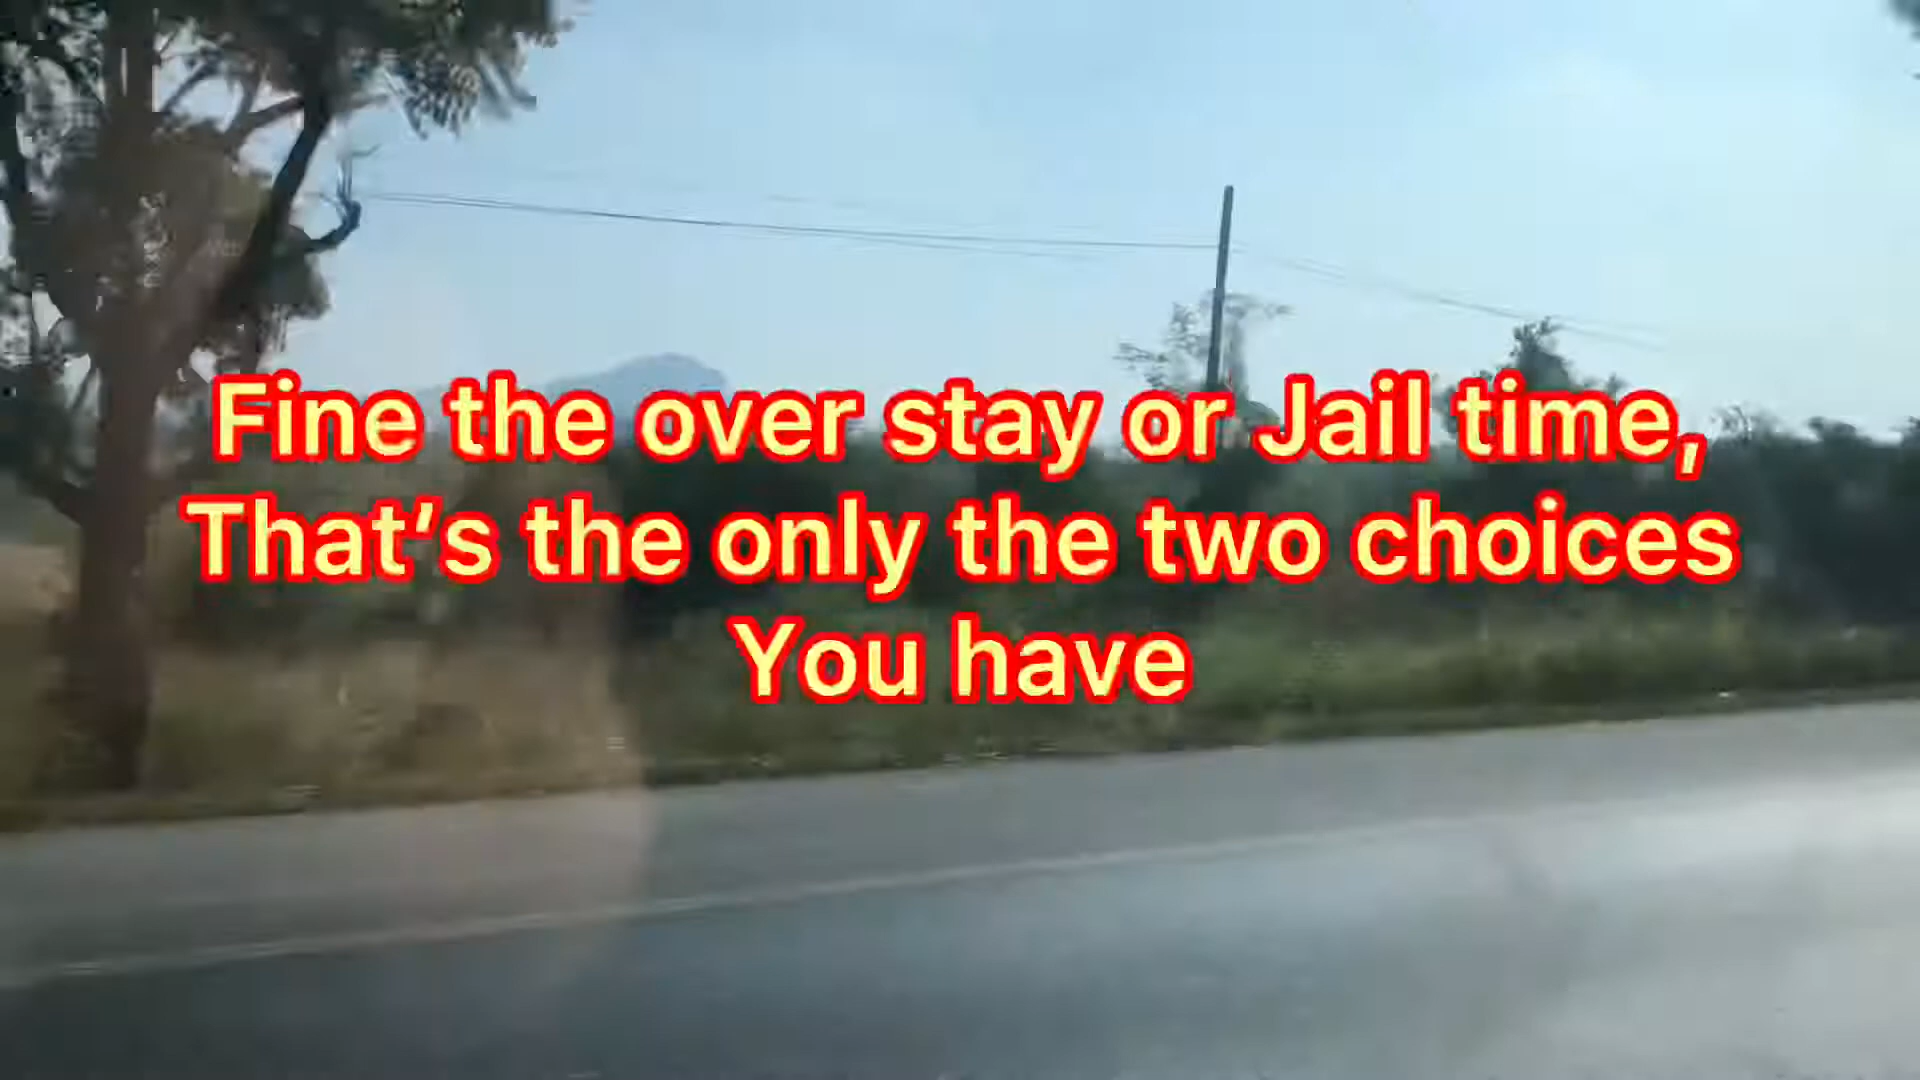 Fine the over stay or Jail time,
That’s the only the two choices
You have